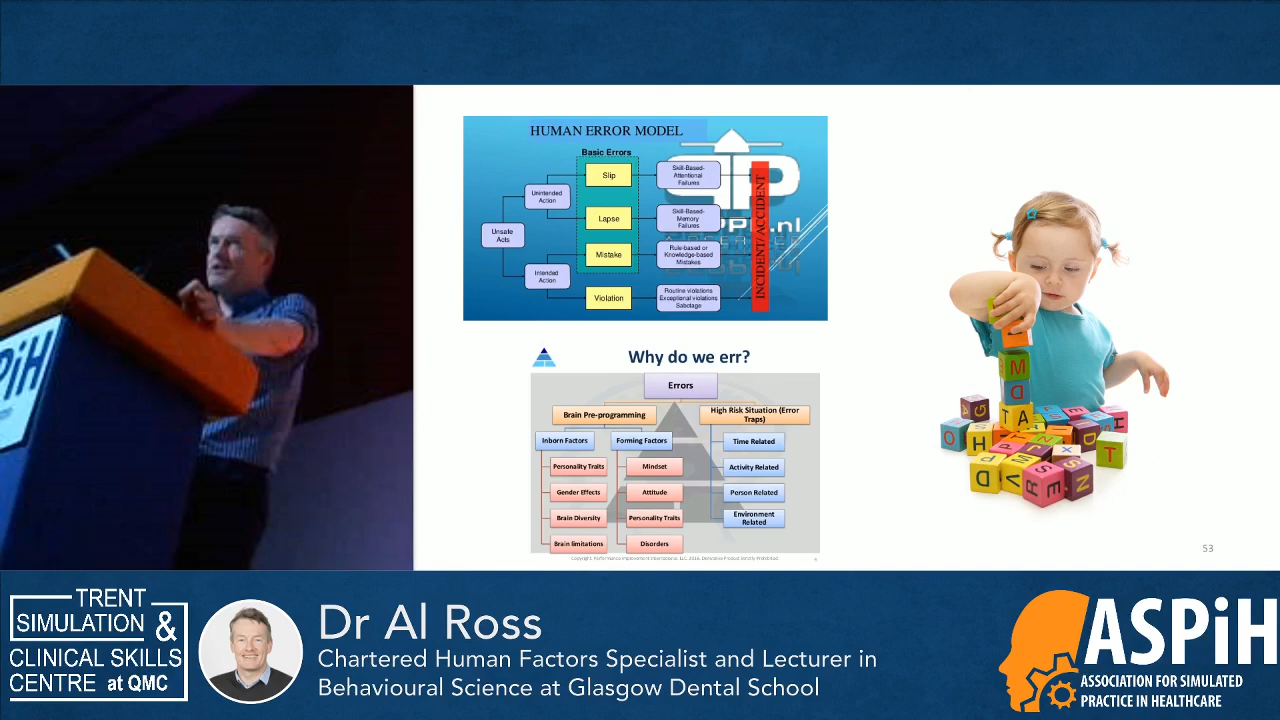 HUMAN ERROR MODEL
Basic Errors
Unsafe
Acts
Unintended
Action
Intended
Action
Slip
Lapse
Mistake
Violation
Skill-Based-
Attentional
Failures
Skill-Based-
Memory
Failures
Rule-based or
Knowledge-based
Mistakes
Routine violations
Exceptional violations
Sabotage
INCIDENT/ACCIDENT
.nl
Why do we err?
Errors
Brain Pre-programming
High Risk Situation (Error
Traps)
Inborn Factors
Forming Factors
Personality Traits
Gender Effects
Brain Diversity
Brain limitations
Mindset
Attitude
Personality Traits
Disorders
Time Related
Activity Related
Person Related
Environment
Related
53
PiH
TRENT
SIMULATION &
CLINICAL SKILLS
CENTRE at QMC
Dr Al Ross
Chartered Human Factors Specialist and Lecturer in
Behavioural Science at Glasgow Dental School
ASPiH
ASSOCIATION FOR SIMULATED
PRACTICE IN HEALTHCARE